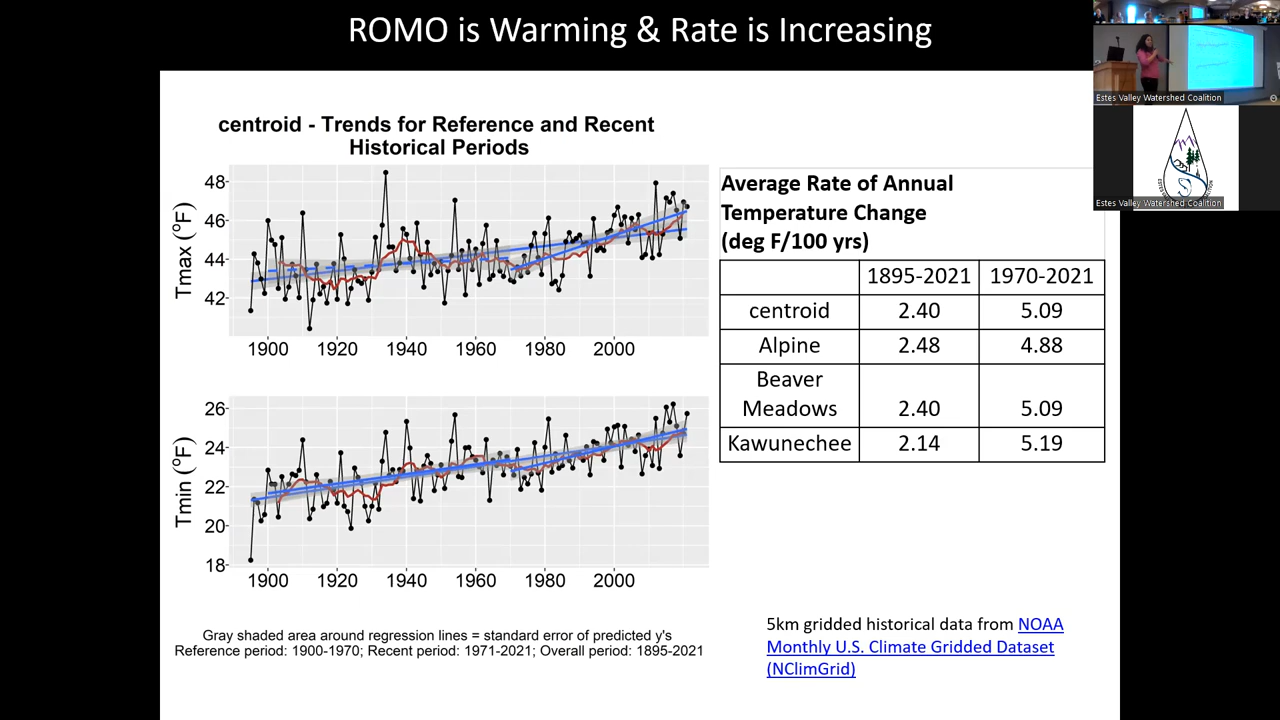 ROMO is Warming & Rate is Increasing
Estes Valley Watershed Coalition
Estes Valley Watershed Coalition
centroid - Trends for Reference and Recent
Historical Periods
Tmax (°F)
48
46
44
42
1900 1920 1940 1960 1980 2000
Tmin (°F)
26
24
22
20
18
1900 1920 1940 1960 1980 2000
Gray shaded area around regression lines = standard error of predicted y's
Reference period: 1900-1970; Recent period: 1971-2021; Overall period: 1895-2021
Average Rate of Annual
Temperature Change
(deg F/100 yrs)
1895-2021 1970-2021
centroid 2.40 5.09
Alpine 2.48 4.88
Beaver
Meadows 2.40 5.09
Kawunechee 2.14 5.19
5km gridded historical data from NOAA
Monthly U.S. Climate Gridded Dataset
(NClimGrid)